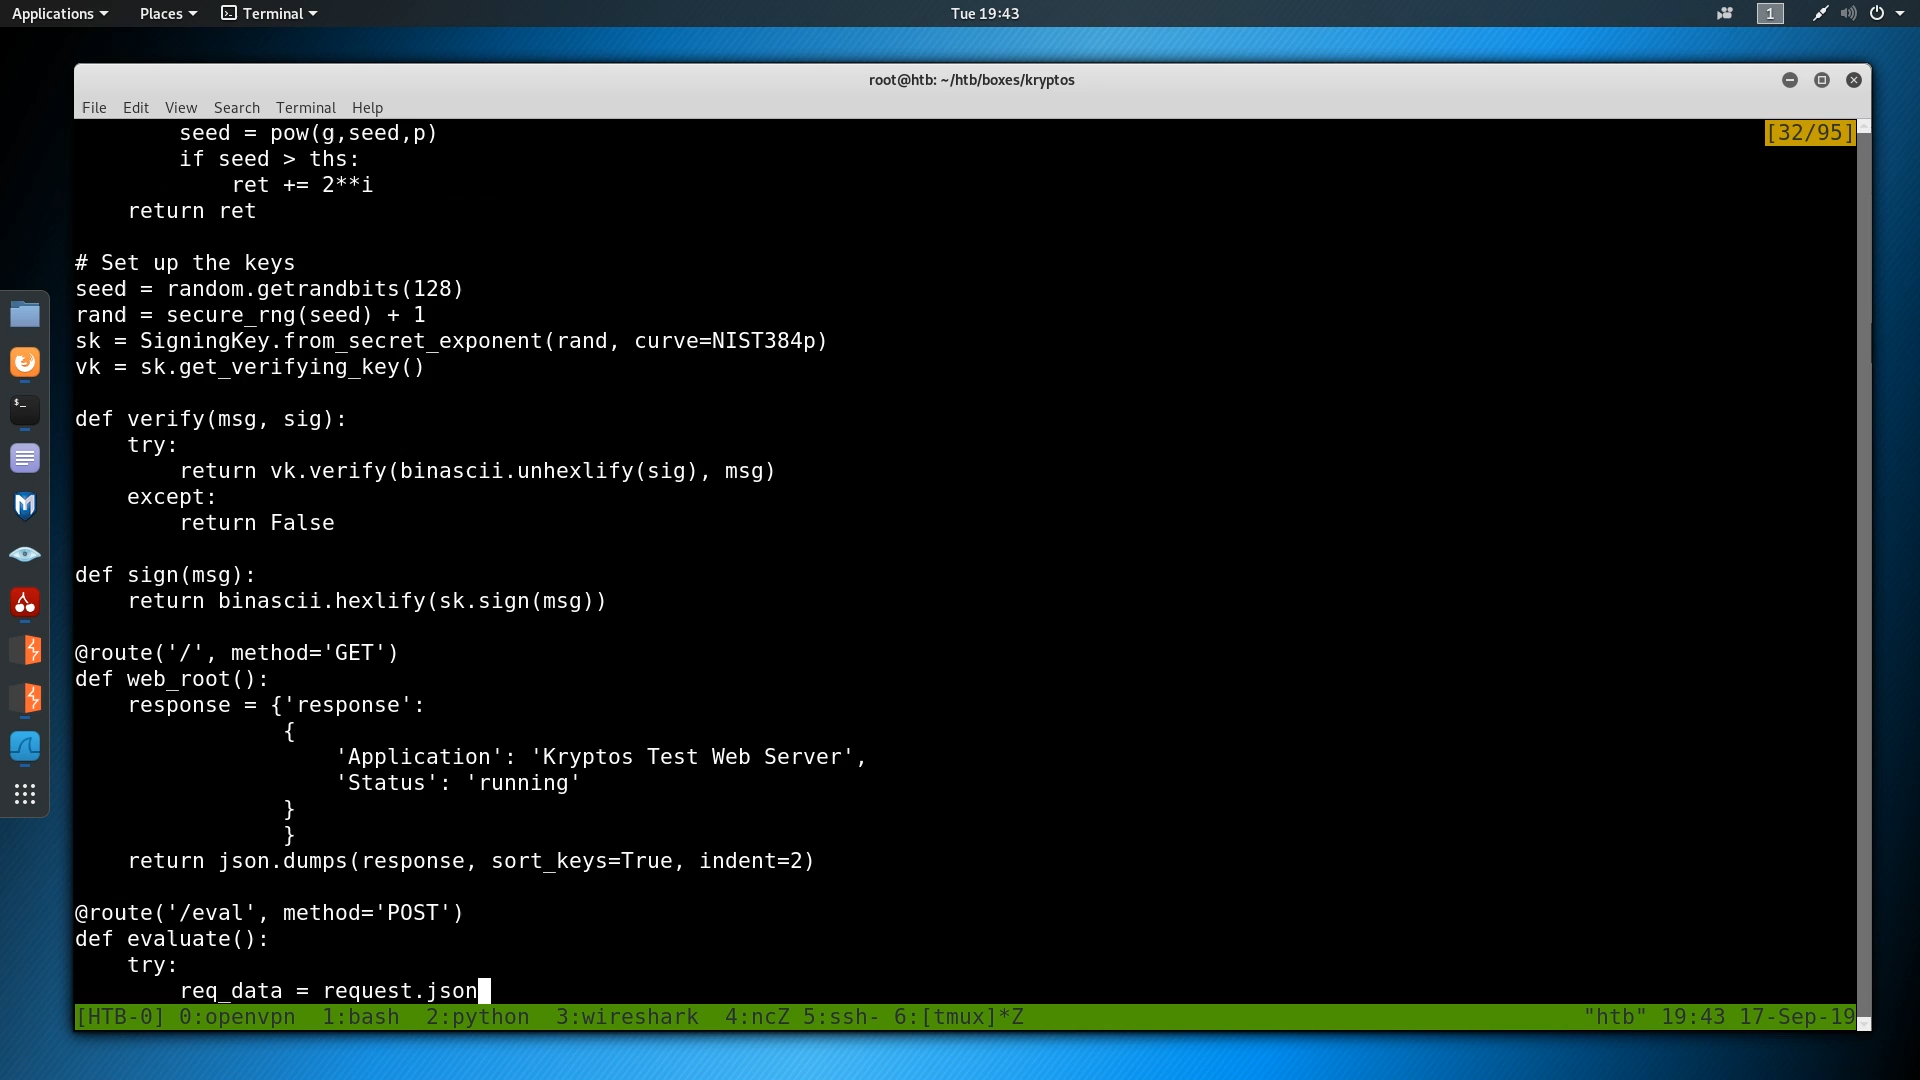 Applications Places Terminal Tue 19:43 1
root@htb: ~/htb/boxes/kryptos
File Edit View Search Terminal Help
        seed = pow(g,seed,p) [32/95]
        if seed > ths:
            ret += 2**i
    return ret

# Set up the keys
seed = random.getrandbits(128)
rand = secure_rng(seed) + 1
sk = SigningKey.from_secret_exponent(rand, curve=NIST384p)
vk = sk.get_verifying_key()

def verify(msg, sig):
    try:
        return vk.verify(binascii.unhexlify(sig), msg)
    except:
        return False

def sign(msg):
    return binascii.hexlify(sk.sign(msg))

@route('/', method='GET')
def web_root():
    response = {'response':
                {
                    'Application': 'Kryptos Test Web Server',
                    'Status': 'running'
                }
                }
    return json.dumps(response, sort_keys=True, indent=2)

@route('/eval', method='POST')
def evaluate():
    try:
        req_data = request.json
[HTB-0] 0:openvpn  1:bash  2:python  3:wireshark  4:ncZ 5:ssh- 6:[tmux]*Z "htb" 19:43 17-Sep-19